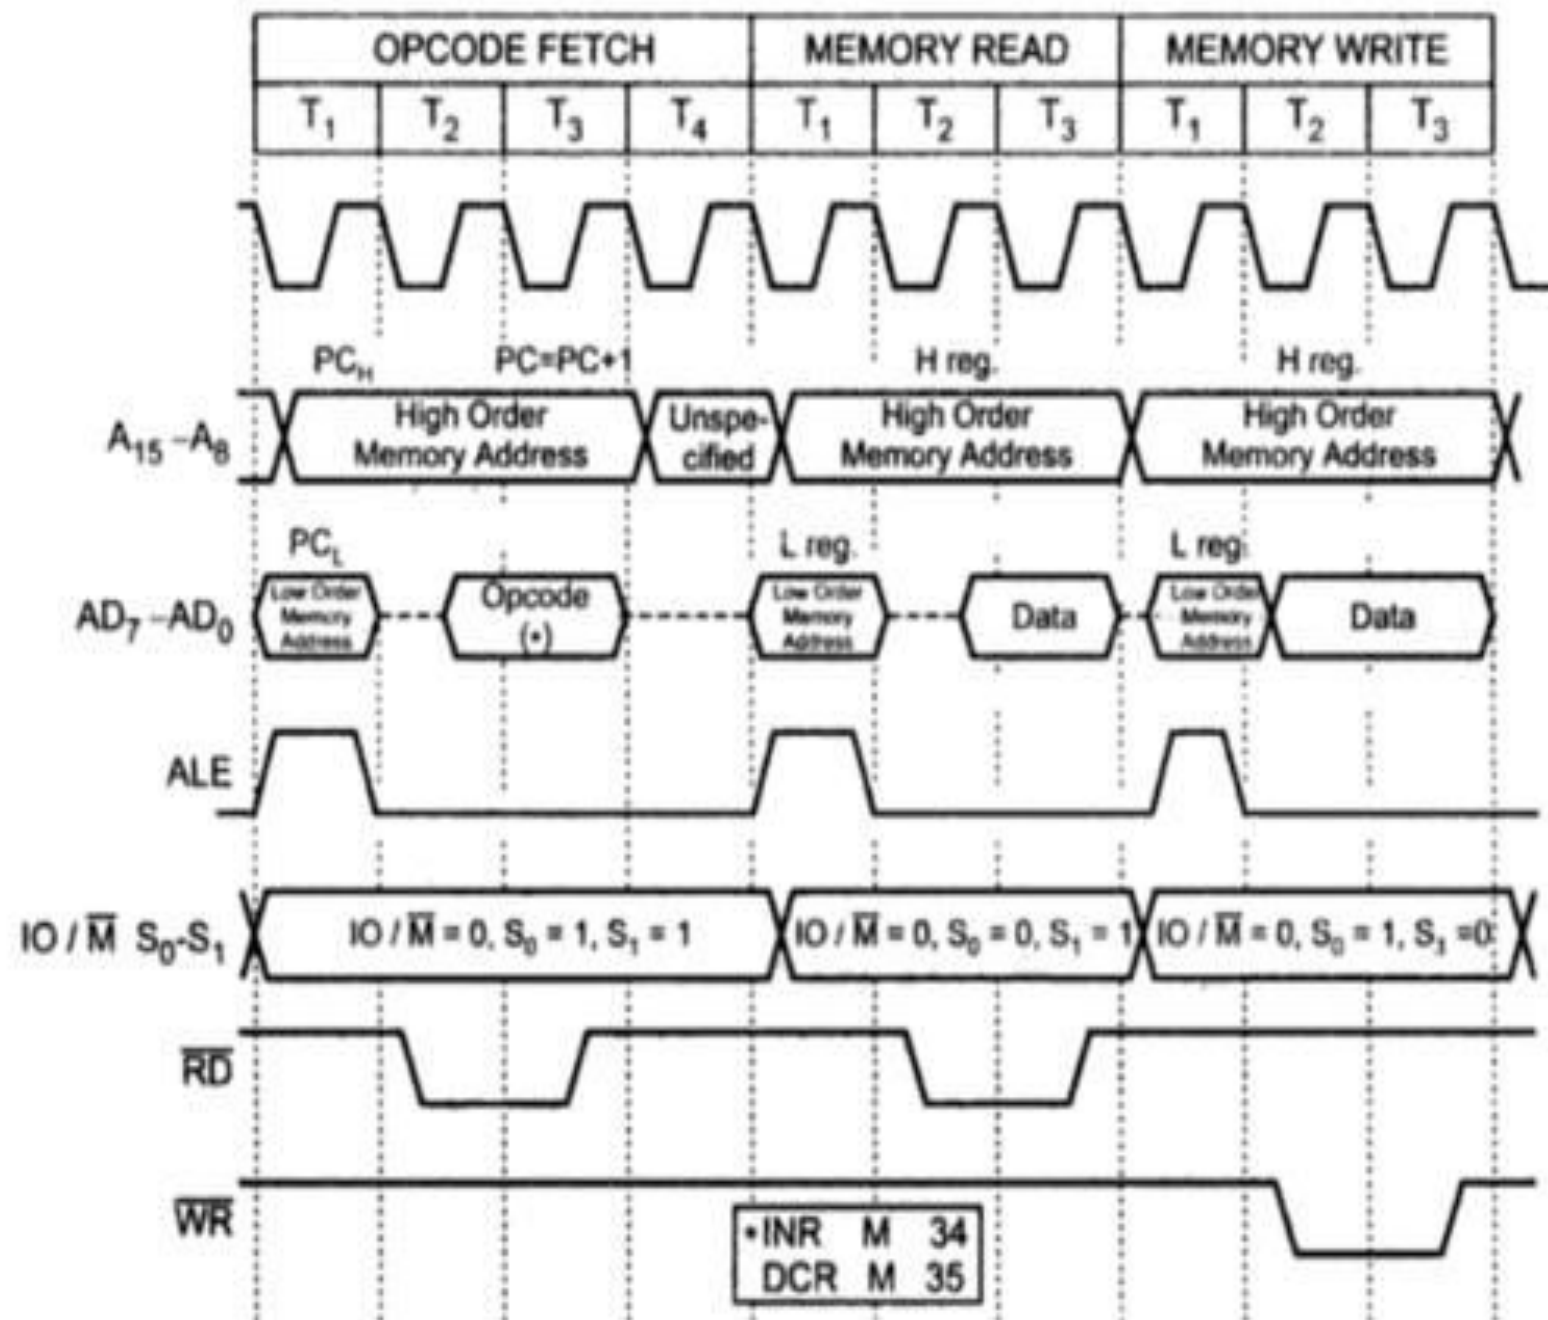 OPCODE FETCH MEMORY READ MEMORY WRITE
T₁ T₂ T₃ T₄ T₁ T₂ T₃ T₁ T₂ T₃
PC_H PC=PC+1 H reg. H reg.
A₁₅ –A₈
High Order
Memory Address
Unspe-
cified
High Order
Memory Address
High Order
Memory Address
PC_L L reg. L reg.
AD₇ –AD₀
Low Order
Memory
Address
Opcode
(•)
Low Order
Memory
Address
Data
Low Order
Memory
Address
Data
ALE
IO / M̅ S₀-S₁
IO / M̅ = 0, S₀ = 1, S₁ = 1
IO / M̅ = 0, S₀ = 0, S₁ = 1
IO / M̅ = 0, S₀ = 1, S₁ =0
R̅D̅
W̅R̅
•INR M 34
DCR M 35